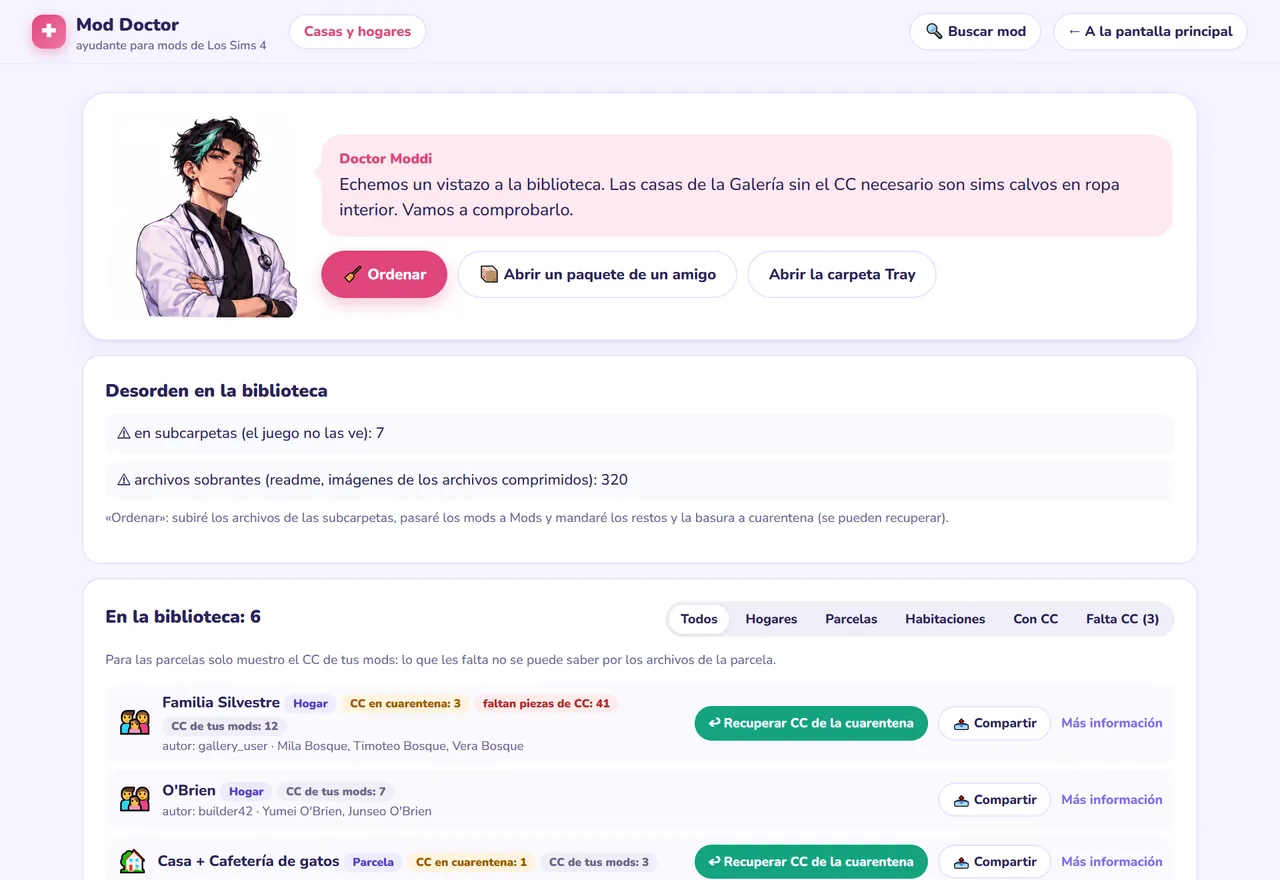 Mod Doctor
ayudante para mods de Los Sims 4
Casas y hogares
Buscar mod
← A la pantalla principal
Doctor Moddi
Echemos un vistazo a la biblioteca. Las casas de la Galería sin el CC necesario son sims calvos en ropa
interior. Vamos a comprobarlo.
Ordenar
Abrir un paquete de un amigo
Abrir la carpeta Tray
Desorden en la biblioteca
⚠ en subcarpetas (el juego no las ve): 7
⚠ archivos sobrantes (readme, imágenes de los archivos comprimidos): 320
«Ordenar»: subiré los archivos de las subcarpetas, pasaré los mods a Mods y mandaré los restos y la basura a cuarentena (se pueden recuperar).
En la biblioteca: 6
Todos
Hogares
Parcelas
Habitaciones
Con CC
Falta CC (3)
Para las parcelas solo muestro el CC de tus mods: lo que les falta no se puede saber por los archivos de la parcela.
Familia Silvestre
Hogar
CC en cuarentena: 3
faltan piezas de CC: 41
CC de tus mods: 12
autor: gallery_user · Mila Bosque, Timoteo Bosque, Vera Bosque
↩ Recuperar CC de la cuarentena
Compartir
Más información
O'Brien
Hogar
CC de tus mods: 7
autor: builder42 · Yumei O'Brien, Junseo O'Brien
Compartir
Más información
Casa + Cafetería de gatos
Parcela
CC en cuarentena: 1
CC de tus mods: 3
↩ Recuperar CC de la cuarentena
Compartir
Más información